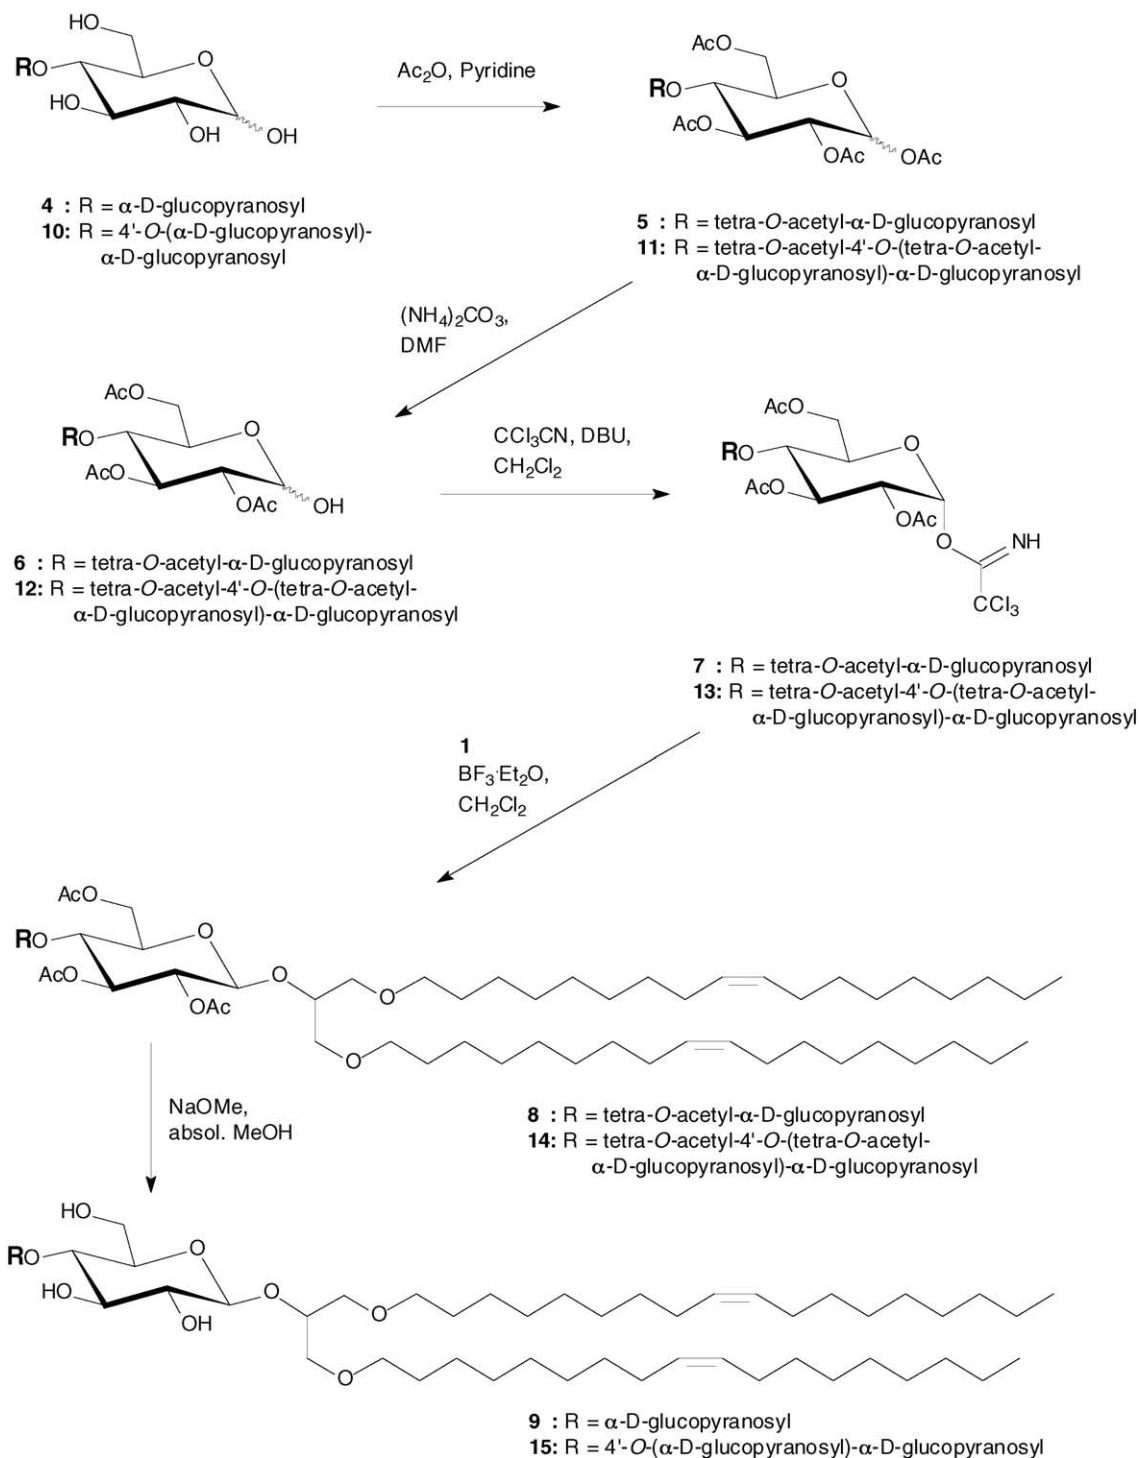 HO
RO
O
HO
OH
OH
Ac₂O, Pyridine
AcO
RO
O
AcO
OAc
OAc
4 : R = α-D-glucopyranosyl
10: R = 4'-O-(α-D-glucopyranosyl)-
α-D-glucopyranosyl
5 : R = tetra-O-acetyl-α-D-glucopyranosyl
11: R = tetra-O-acetyl-4'-O-(tetra-O-acetyl-
α-D-glucopyranosyl)-α-D-glucopyranosyl
(NH₄)₂CO₃,
DMF
AcO
RO
O
AcO
OAc
OH
CCl₃CN, DBU,
CH₂Cl₂
AcO
RO
O
AcO
OAc
O
NH
CCl₃
6 : R = tetra-O-acetyl-α-D-glucopyranosyl
12: R = tetra-O-acetyl-4'-O-(tetra-O-acetyl-
α-D-glucopyranosyl)-α-D-glucopyranosyl
7 : R = tetra-O-acetyl-α-D-glucopyranosyl
13: R = tetra-O-acetyl-4'-O-(tetra-O-acetyl-
α-D-glucopyranosyl)-α-D-glucopyranosyl
1
BF₃·Et₂O,
CH₂Cl₂
AcO
RO
O
AcO
OAc
O
O
O
NaOMe,
absol. MeOH
8 : R = tetra-O-acetyl-α-D-glucopyranosyl
14: R = tetra-O-acetyl-4'-O-(tetra-O-acetyl-
α-D-glucopyranosyl)-α-D-glucopyranosyl
HO
RO
O
HO
OH
O
O
O
9 : R = α-D-glucopyranosyl
15: R = 4'-O-(α-D-glucopyranosyl)-α-D-glucopyranosyl